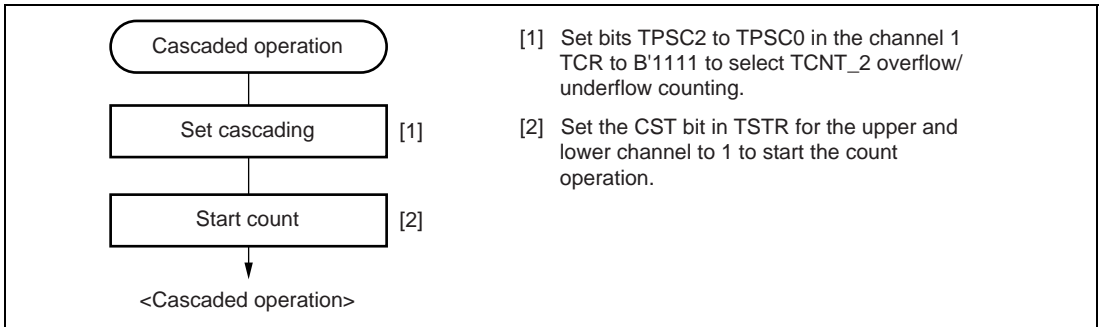 Cascaded operation
Set cascading
[1]
Start count
[2]
<Cascaded operation>
[1] Set bits TPSC2 to TPSC0 in the channel 1
TCR to B'1111 to select TCNT_2 overflow/
underflow counting.
[2] Set the CST bit in TSTR for the upper and
lower channel to 1 to start the count
operation.